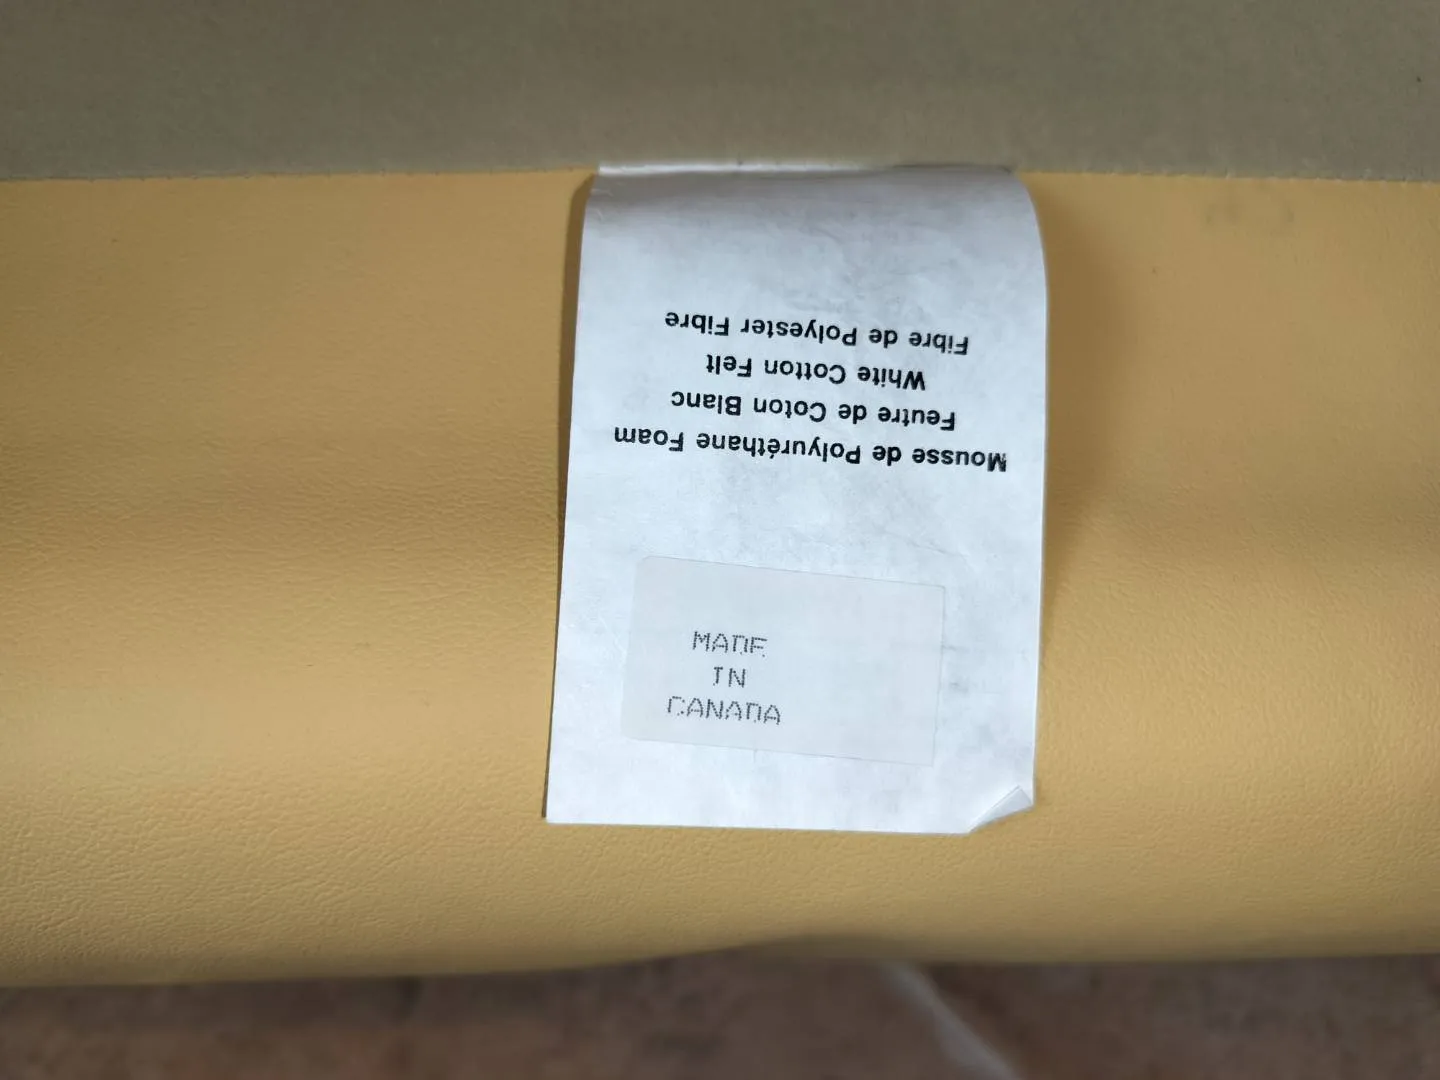 Mousse de Polyuréthane Foam
Feutre de Coton Blanc
White Cotton Felt
Fibre de Polyester Fibre
MADE
IN
CANADA